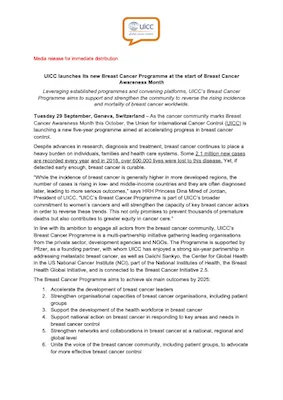 UICC
Media release for immediate distribution
UICC launches its new Breast Cancer Programme at the start of Breast Cancer
Awareness Month
Leveraging established programmes and convening platforms, UICC's Breast Cancer
Programme aims to support and strengthen the community to reverse the rising incidence
and mortality of breast cancer worldwide.
Tuesday 29 September, Geneva, Switzerland – As the cancer community marks Breast
Cancer Awareness Month this October, the Union for International Cancer Control (UICC) is
launching a new five-year programme aimed at accelerating progress in breast cancer
control.
Despite advances in research, diagnosis and treatment, breast cancer continues to place a
heavy burden on individuals, families and health care systems. Some 2.1 million new cases
are recorded every year and in 2018, over 600,000 lives were lost to this disease. Yet, if
detected early enough, breast cancer is curable.
"While the incidence of breast cancer is generally higher in more developed regions, the
number of cases is rising in low- and middle-income countries and they are often diagnosed
later, leading to more serious outcomes," says HRH Princess Dina Mired of Jordan,
President of UICC. "UICC's Breast Cancer Programme is part of UICC's broader
commitment to women's cancers and will strengthen the capacity of key breast cancer actors
in order to reverse these trends. This not only promises to prevent thousands of premature
deaths but also contributes to greater equity in cancer care."
In line with its ambition to engage all actors from the breast cancer community, UICC's
Breast Cancer Programme is a multi-partnership initiative gathering leading organisations
from the private sector, development agencies and NGOs. The Programme is supported by
Pfizer, as a founding partner, with whom UICC has enjoyed a strong six-year partnership in
addressing metastatic breast cancer, as well as Daiichi Sankyo, the Center for Global Health
in the US National Cancer Institute (NCI), part of the National Institutes of Health, the Breast
Health Global Initiative, and is connected to the Breast Cancer Initiative 2.5.
The Breast Cancer Programme aims to achieve six main outcomes by 2025:
1. Accelerate the development of breast cancer leaders
2. Strengthen organisational capacities of breast cancer organisations, including patient
groups
3. Support the development of the health workforce in breast cancer
4. Support national action on breast cancer in responding to key areas and needs in
breast cancer control
5. Strengthen networks and collaborations in breast cancer at a national, regional and
global level
6. Unite the voice of the breast cancer community, including patient groups, to advocate
for more effective breast cancer control